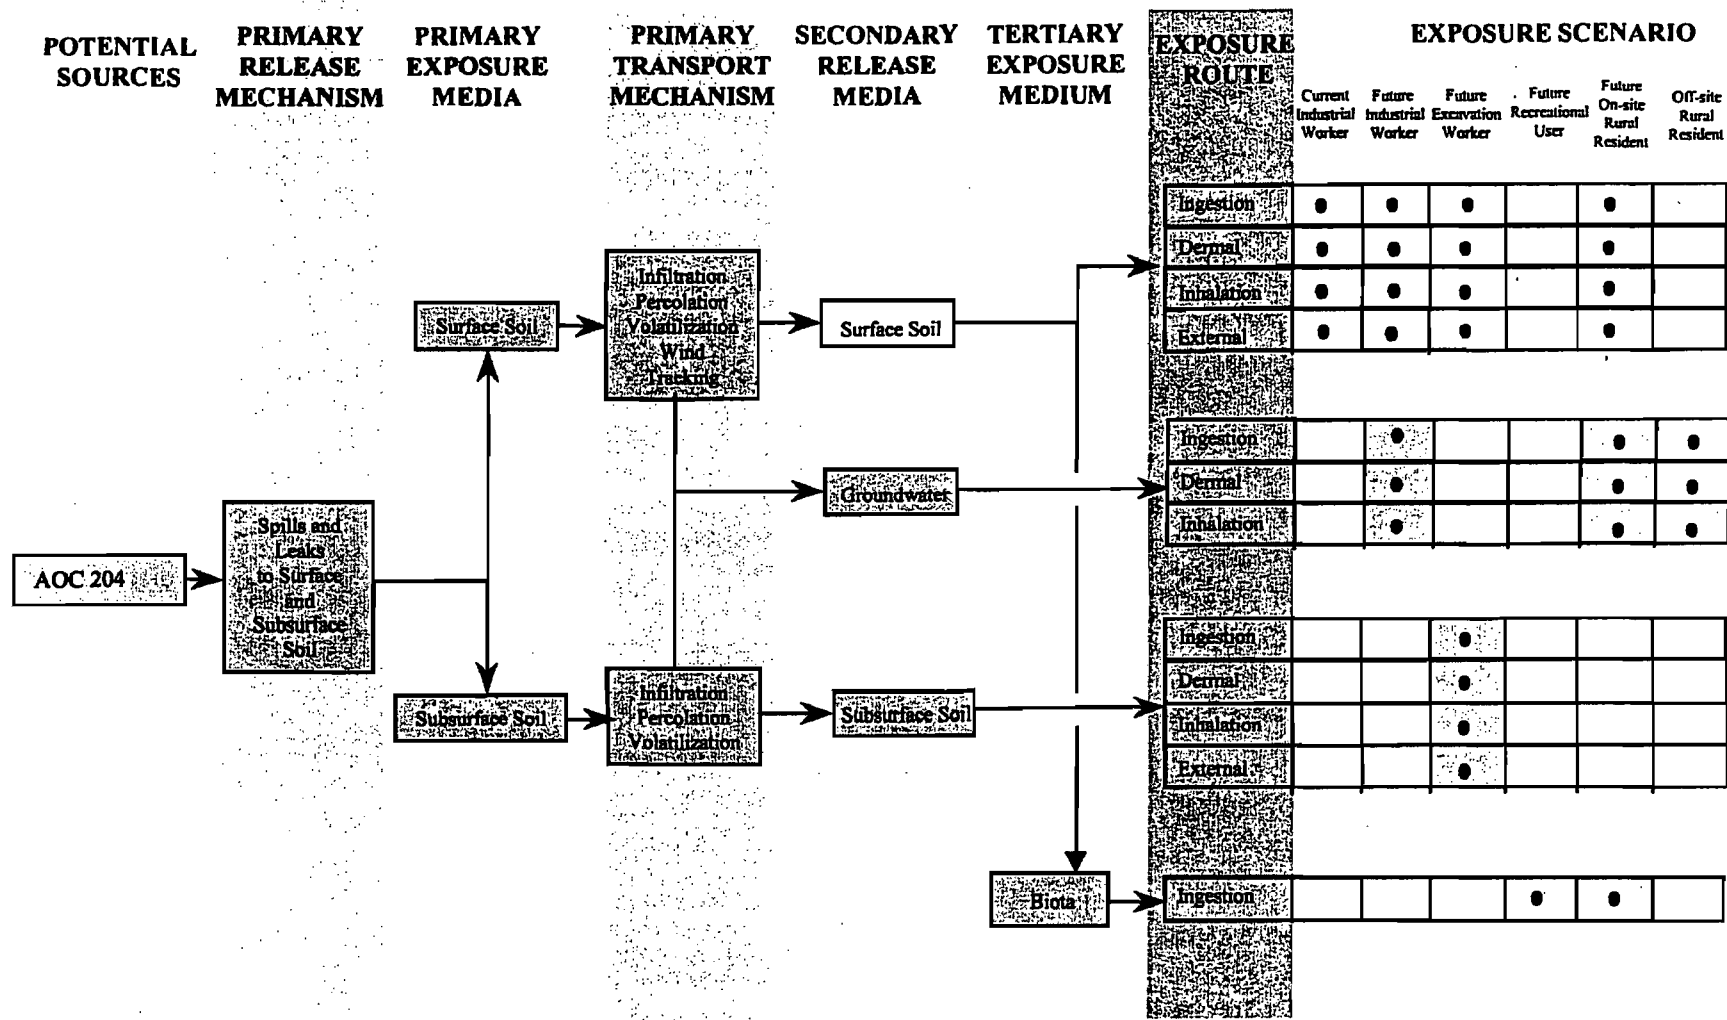 POTENTIAL
SOURCES
PRIMARY
RELEASE
MECHANISM
PRIMARY
EXPOSURE
MEDIA
PRIMARY
TRANSPORT
MECHANISM
SECONDARY
RELEASE
MEDIA
TERTIARY
EXPOSURE
MEDIUM
EXPOSURE
ROUTE
EXPOSURE SCENARIO
Current
Industrial
Worker
Future
Industrial
Worker
Future
Excavation
Worker
Future
Recreational
User
Future
On-site
Rural
Resident
Off-site
Rural
Resident
AOC 204
Spills and
Leaks
to Surface
and
Subsurface
Soil
Surface Soil
Subsurface Soil
Infiltration
Percolation
Volatilization
Wind
Tracking
Infiltration
Percolation
Volatilization
Surface Soil
Groundwater
Subsurface Soil
Biota
Ingestion
Dermal
Inhalation
External
Ingestion
Dermal
Inhalation
Ingestion
Dermal
Inhalation
External
Ingestion